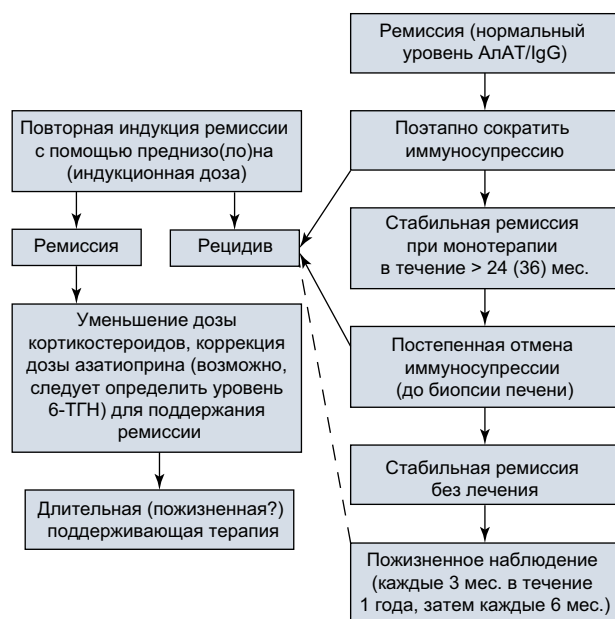 Ремиссия (нормальный
уровень АлАТ/IgG)
Поэтапно сократить
иммуносупрессию
Стабильная ремиссия
при монотерапии
в течение > 24 (36) мес.
Постепенная отмена
иммуносупрессии
(до биопсии печени)
Стабильная ремиссия
без лечения
Пожизненное наблюдение
(каждые 3 мес. в течение
1 года, затем каждые 6 мес.)
Повторная индукция ремиссии
с помощью преднизо(ло)на
(индукционная доза)
Ремиссия
Рецидив
Уменьшение дозы
кортикостероидов, коррекция
дозы азатиоприна (возможно,
следует определить уровень
6-ТГН) для поддержания
ремиссии
Длительная (пожизненная?)
поддерживающая терапия